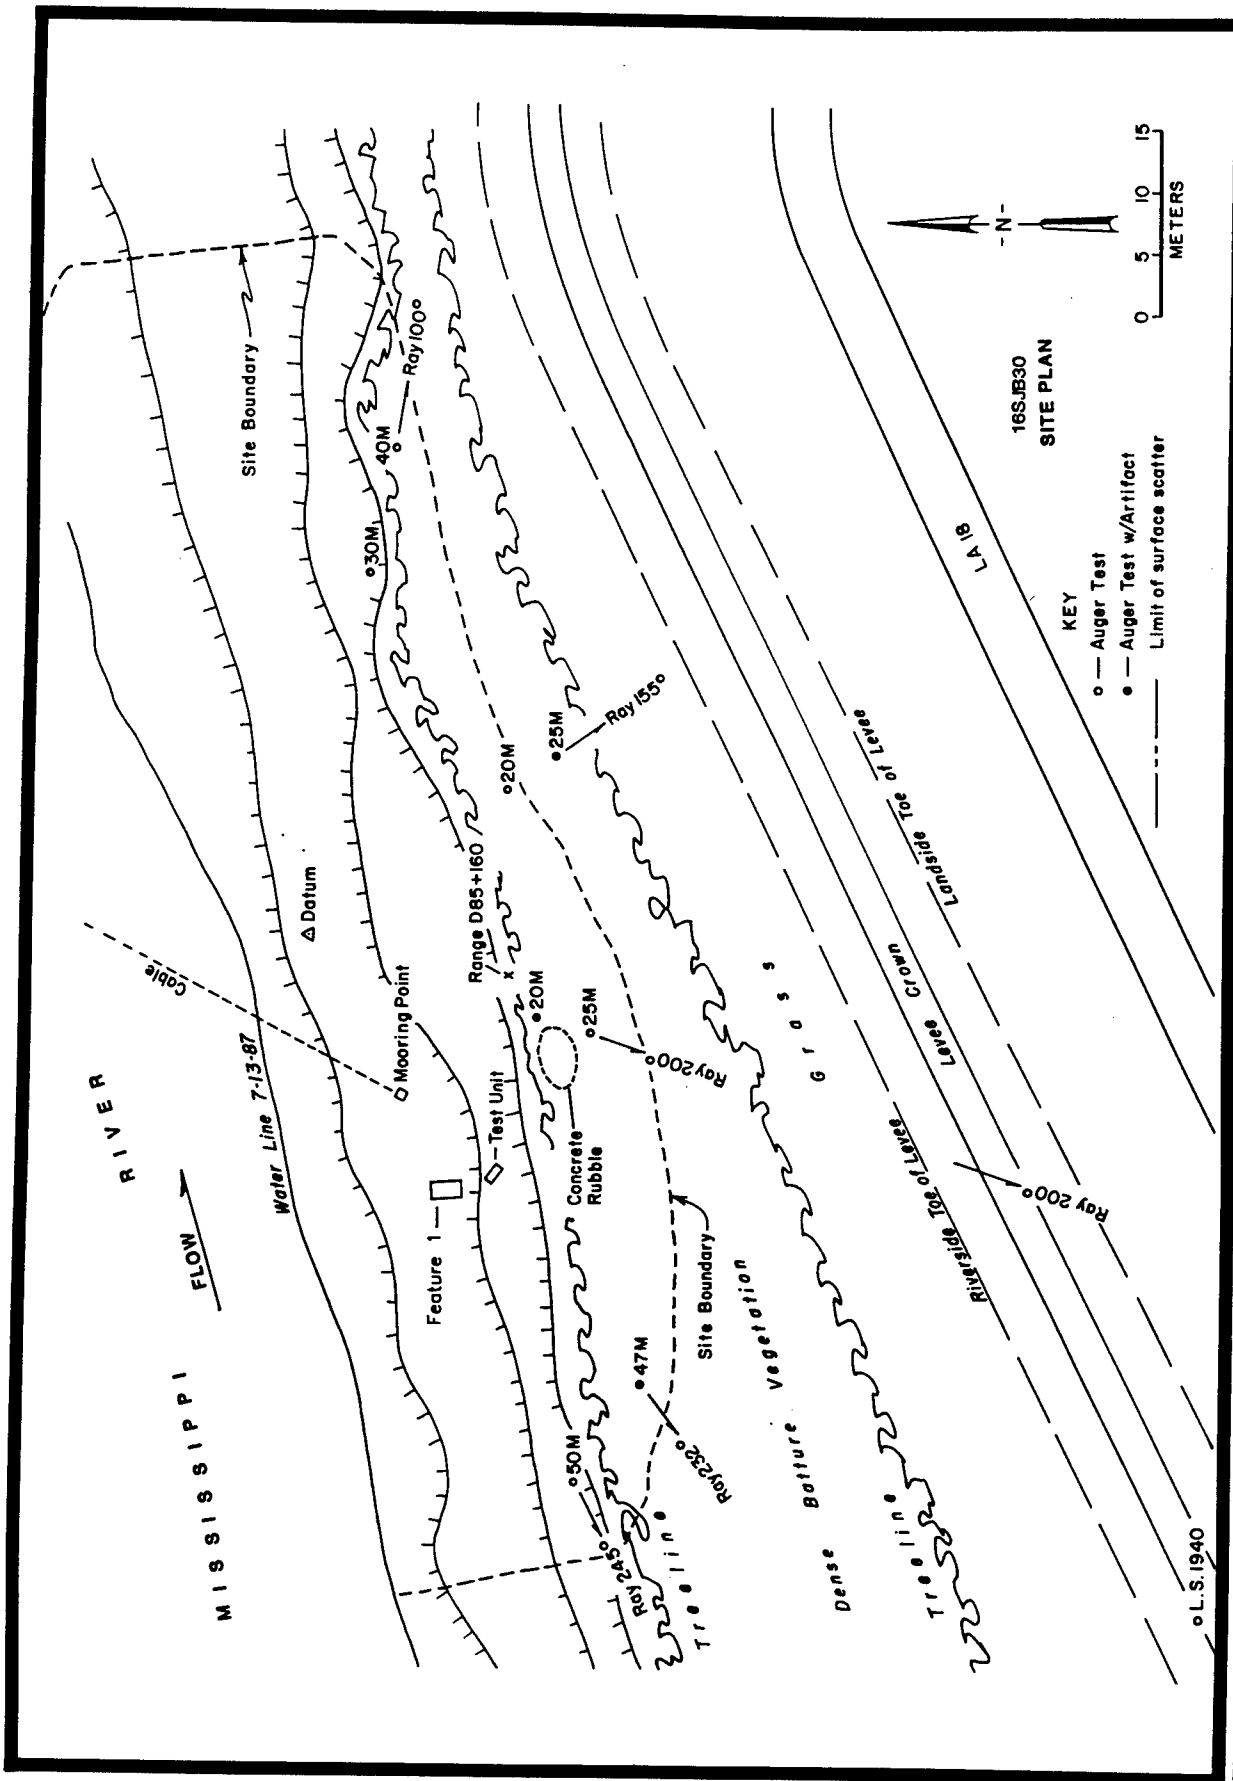 MISSISSIPPI RIVER
FLOW
Water Line 7-13-87
Cable
Datum
Mooring Point
Site Boundary
Feature 1
Test Unit
Range D85+160
Concrete
Rubble
50M
Ray 245°
47M
Ray 232°
20M
25M
Ray 200°
20M
25M
Ray 155°
30M
40M
Ray 100°
Site Boundary
Treeline
Dense Batture Vegetation
Treeline
Grass
Riverside Toe of Levee
Levee Crown
Landside Toe of Levee
Ray 200°
L.S. 1940
LA 18
KEY
Auger Test
Auger Test w/Artifact
Limit of surface scatter
16SJB30
SITE PLAN
-N-
0 5 10 15
METERS